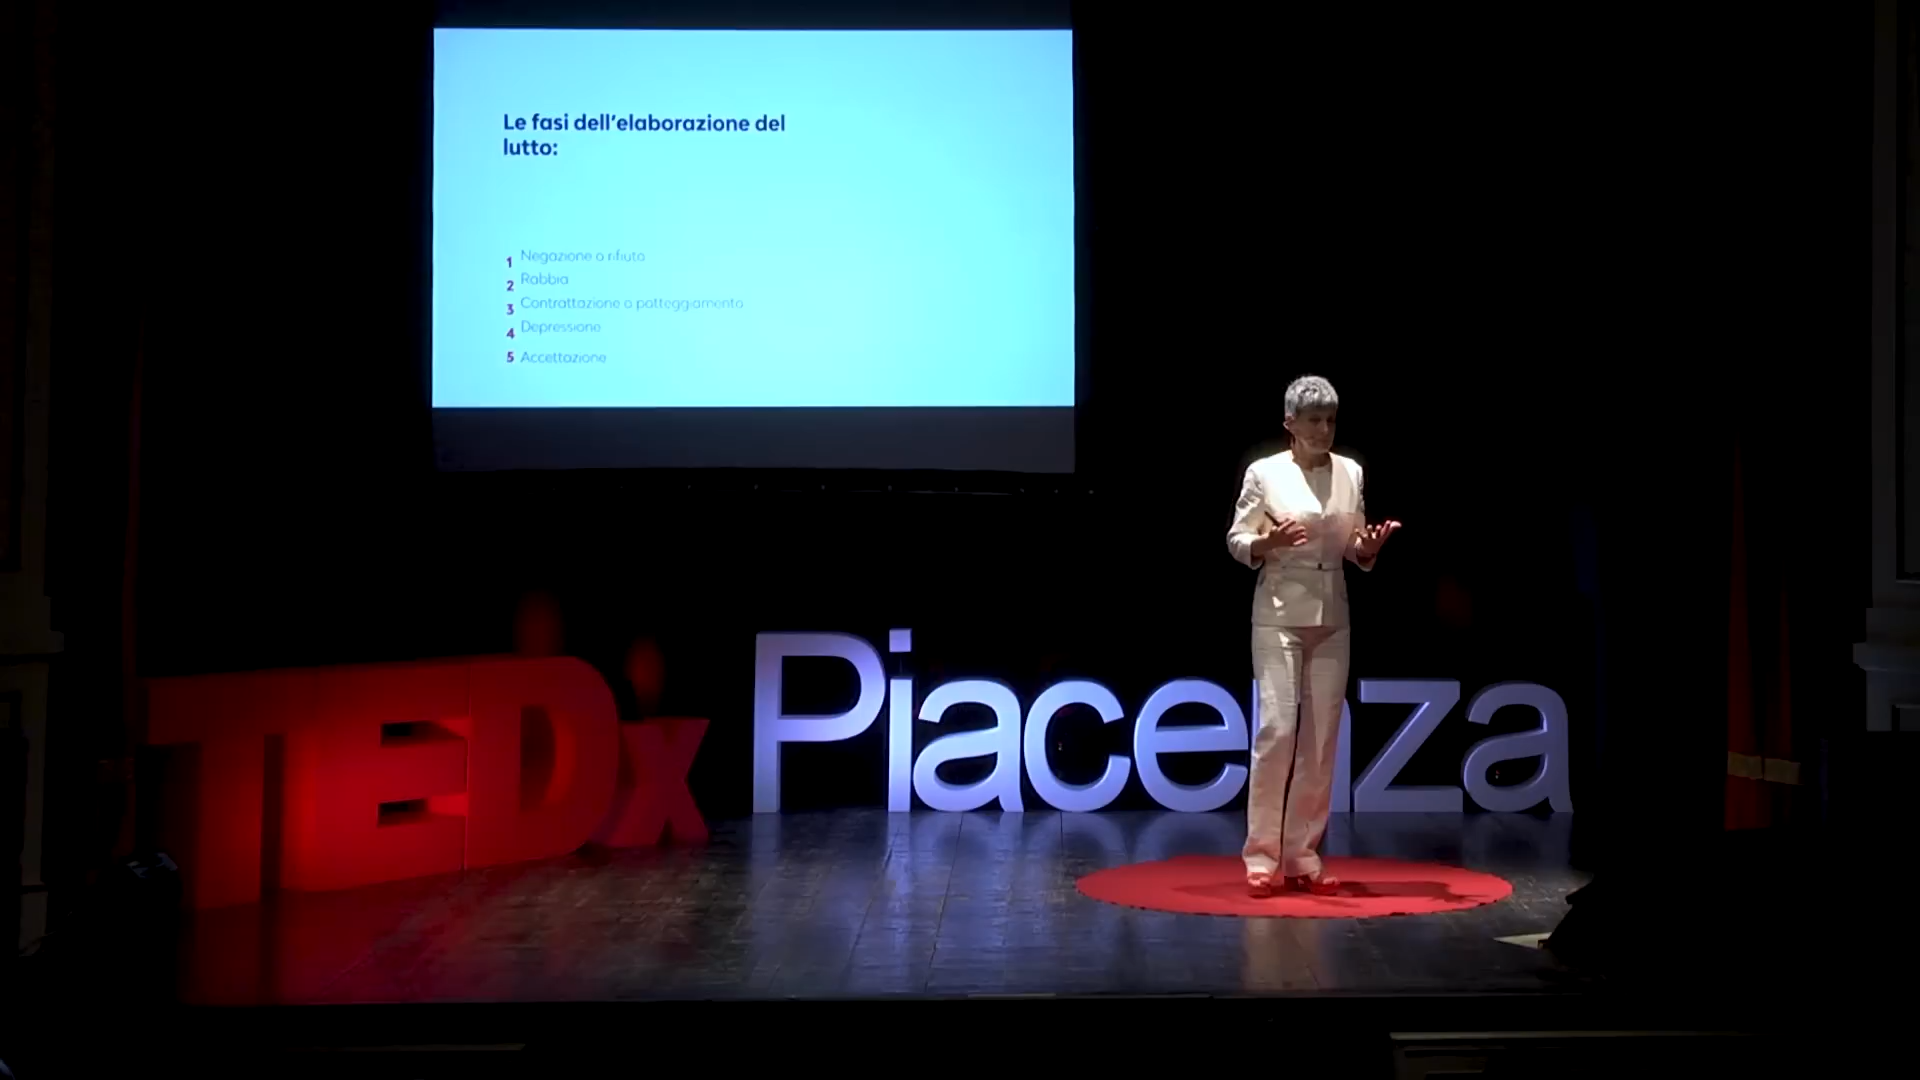 Le fasi dell'elaborazione del
lutto:
1 Negazione o rifiuto
2 Rabbia
3 Contrattazione o patteggiamento
4 Depressione
5 Accettazione
TEDx Piacenza